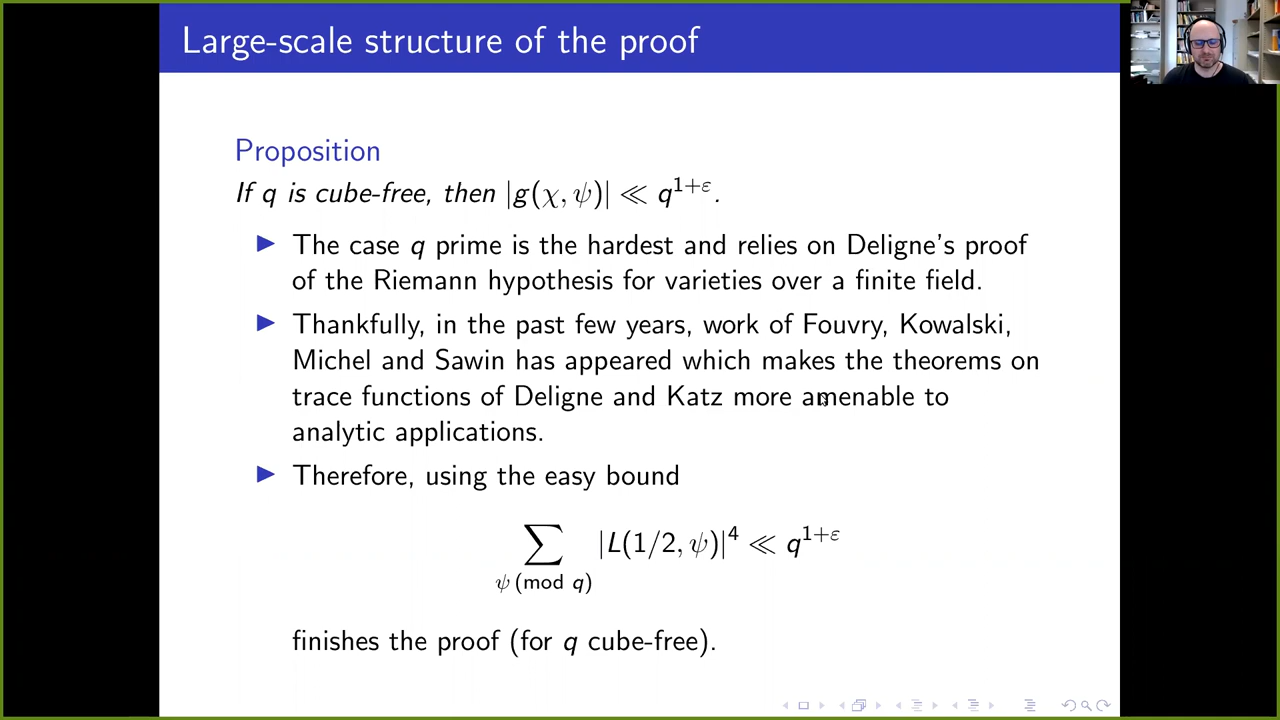 Large-scale structure of the proof
Proposition
If q is cube-free, then |g(χ, ψ)| ≪ q^{1+ε}.
▶ The case q prime is the hardest and relies on Deligne's proof
of the Riemann hypothesis for varieties over a finite field.
▶ Thankfully, in the past few years, work of Fouvry, Kowalski,
Michel and Sawin has appeared which makes the theorems on
trace functions of Deligne and Katz more amenable to
analytic applications.
▶ Therefore, using the easy bound
∑_{ψ (mod q)} |L(1/2, ψ)|^4 ≪ q^{1+ε}
finishes the proof (for q cube-free).